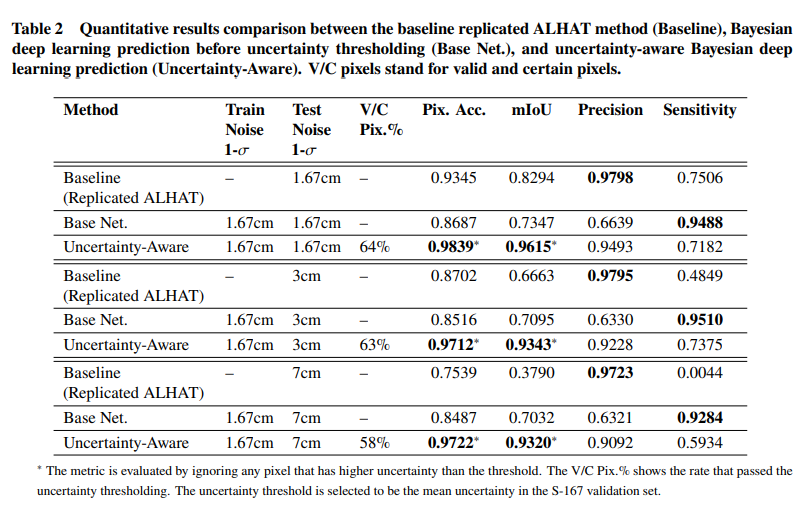 Table 2 Quantitative results comparison between the baseline replicated ALHAT method (Baseline), Bayesian
deep learning prediction before uncertainty thresholding (Base Net.), and uncertainty-aware Bayesian deep
learning prediction (Uncertainty-Aware). V/C pixels stand for valid and certain pixels.
Method Train Test V/C Pix. Acc. mIoU Precision Sensitivity
Noise Noise Pix.%
1-σ 1-σ
Baseline – 1.67cm – 0.9345 0.8294 0.9798 0.7506
(Replicated ALHAT)
Base Net. 1.67cm 1.67cm – 0.8687 0.7347 0.6639 0.9488
Uncertainty-Aware 1.67cm 1.67cm 64% 0.9839* 0.9615* 0.9493 0.7182
Baseline – 3cm – 0.8702 0.6663 0.9795 0.4849
(Replicated ALHAT)
Base Net. 1.67cm 3cm – 0.8516 0.7095 0.6330 0.9510
Uncertainty-Aware 1.67cm 3cm 63% 0.9712* 0.9343* 0.9228 0.7375
Baseline – 7cm – 0.7539 0.3790 0.9723 0.0044
(Replicated ALHAT)
Base Net. 1.67cm 7cm – 0.8487 0.7032 0.6321 0.9284
Uncertainty-Aware 1.67cm 7cm 58% 0.9722* 0.9320* 0.9092 0.5934
* The metric is evaluated by ignoring any pixel that has higher uncertainty than the threshold. The V/C Pix.% shows the rate that passed the
uncertainty thresholding. The uncertainty threshold is selected to be the mean uncertainty in the S-167 validation set.